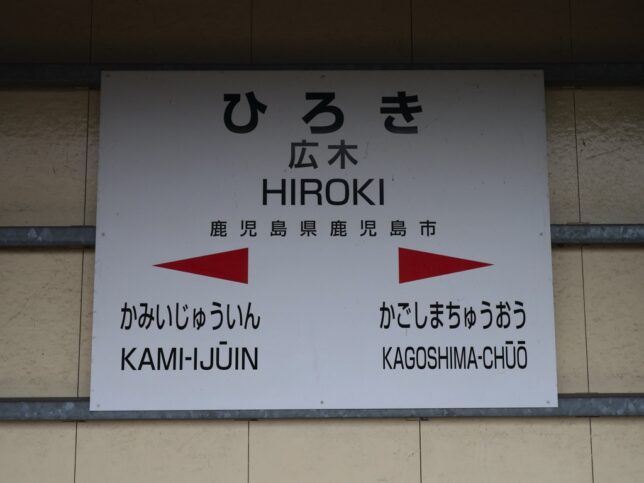 ひろき
広木
HIROKI
鹿児島県鹿児島市
かみいじゅういん
KAMI-IJŪIN
かごしまちゅうおう
KAGOSHIMA-CHŪŌ